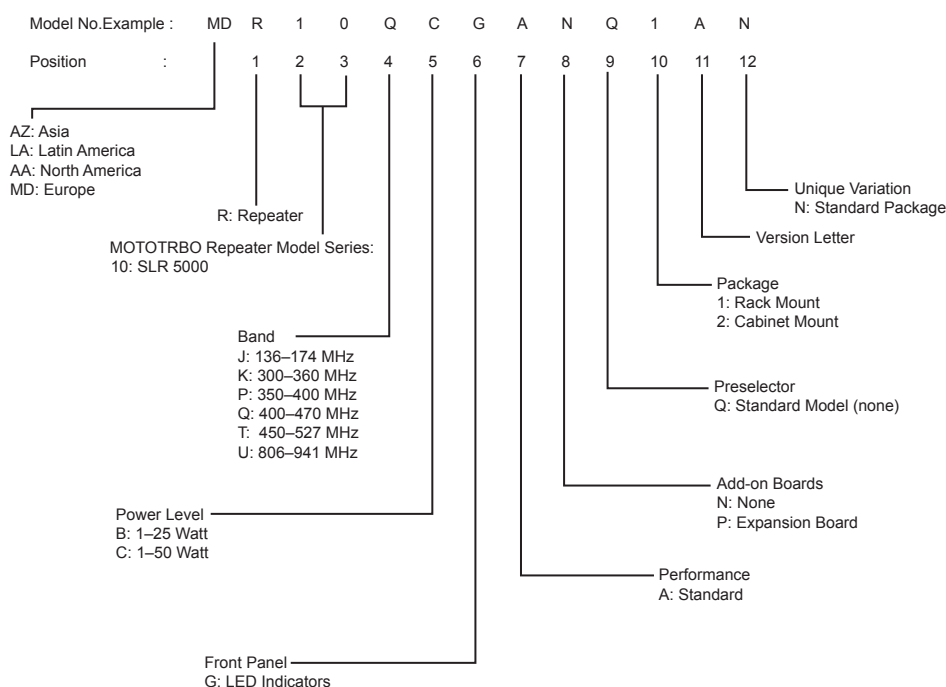 Model No.Example : MD R 1 0 Q C G A N Q 1 A N
Position : 1 2 3 4 5 6 7 8 9 10 11 12
AZ: Asia
LA: Latin America
AA: North America
MD: Europe
R: Repeater
MOTOTRBO Repeater Model Series:
10: SLR 5000
Band
J: 136–174 MHz
K: 300–360 MHz
P: 350–400 MHz
Q: 400–470 MHz
T: 450–527 MHz
U: 806–941 MHz
Power Level
B: 1–25 Watt
C: 1–50 Watt
Front Panel
G: LED Indicators
Performance
A: Standard
Add-on Boards
N: None
P: Expansion Board
Preselector
Q: Standard Model (none)
Package
1: Rack Mount
2: Cabinet Mount
Version Letter
Unique Variation
N: Standard Package